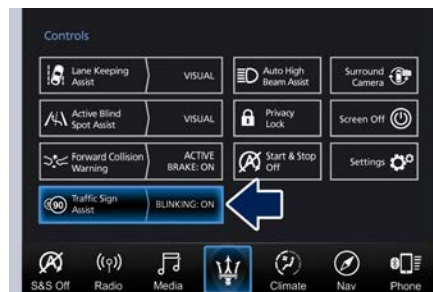 Controls
Lane Keeping
Assist
VISUAL
Auto High
Beam Assist
Surround
Camera
Active Blind
Spot Assist
VISUAL
Privacy
Lock
Screen Off
Forward Collision
Warning
ACTIVE
BRAKE: ON
Start & Stop
Off
Settings
90
Traffic Sign
Assist
BLINKING: ON
S&S Off
Radio
Media
Climate
Nav
Phone